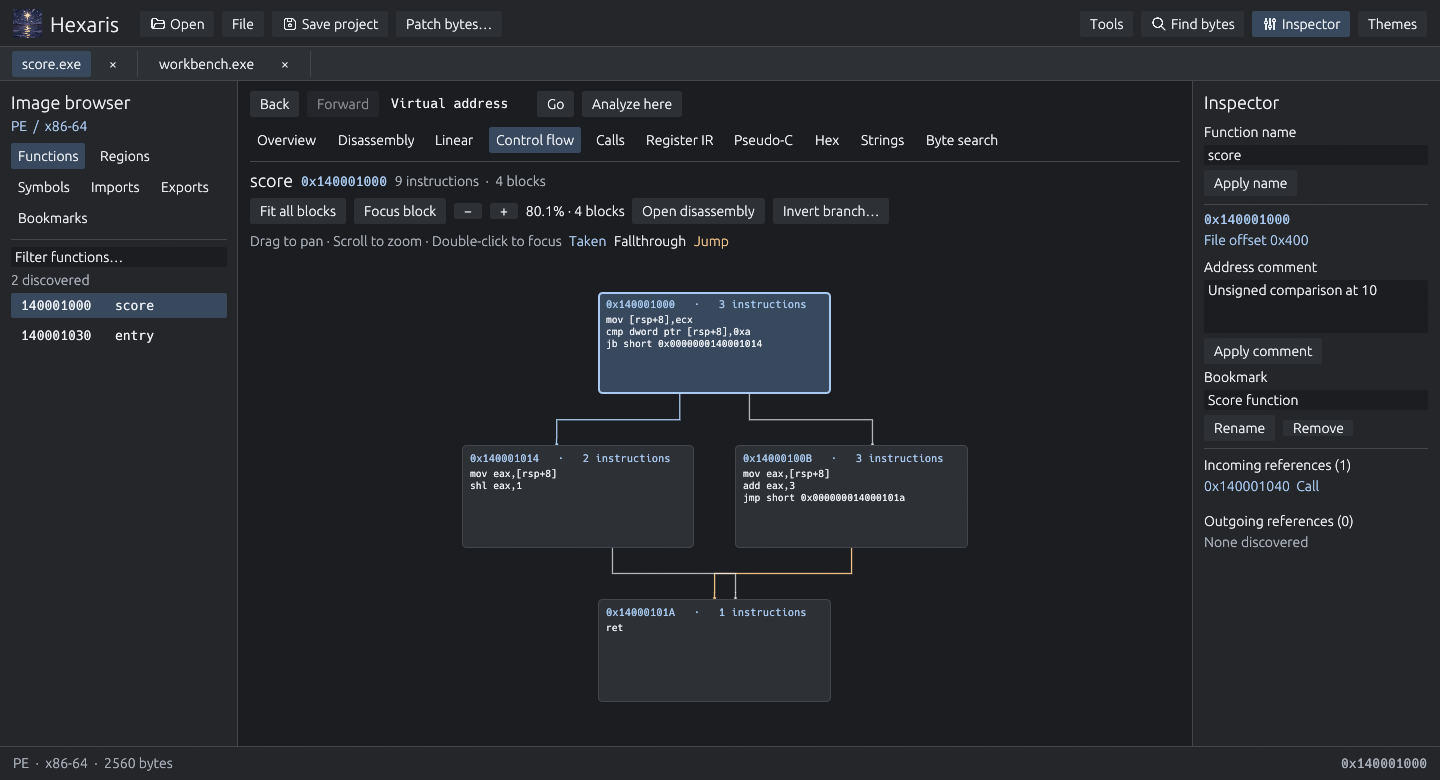 Hexaris Open File Save project Patch bytes... Tools Find bytes Inspector Themes
score.exe × workbench.exe ×
Image browser
PE / x86-64
Functions Regions
Symbols Imports Exports
Bookmarks
Filter functions...
2 discovered
140001000 score
140001030 entry
Back Forward Virtual address Go Analyze here
Overview Disassembly Linear Control flow Calls Register IR Pseudo-C Hex Strings Byte search
score 0x140001000 9 instructions · 4 blocks
Fit all blocks Focus block − + 80.1% · 4 blocks Open disassembly Invert branch...
Drag to pan · Scroll to zoom · Double-click to focus Taken Fallthrough Jump
0x140001000 · 3 instructions
mov [rsp+8],ecx
cmp dword ptr [rsp+8],0xa
jb short 0x0000000140001014
0x140001014 · 2 instructions
mov eax,[rsp+8]
shl eax,1
0x14000100B · 3 instructions
mov eax,[rsp+8]
add eax,3
jmp short 0x000000014000101a
0x14000101A · 1 instructions
ret
Inspector
Function name
score
Apply name
0x140001000
File offset 0x400
Address comment
Unsigned comparison at 10
Apply comment
Bookmark
Score function
Rename Remove
Incoming references (1)
0x140001040 Call
Outgoing references (0)
None discovered
PE · x86-64 · 2560 bytes 0x140001000